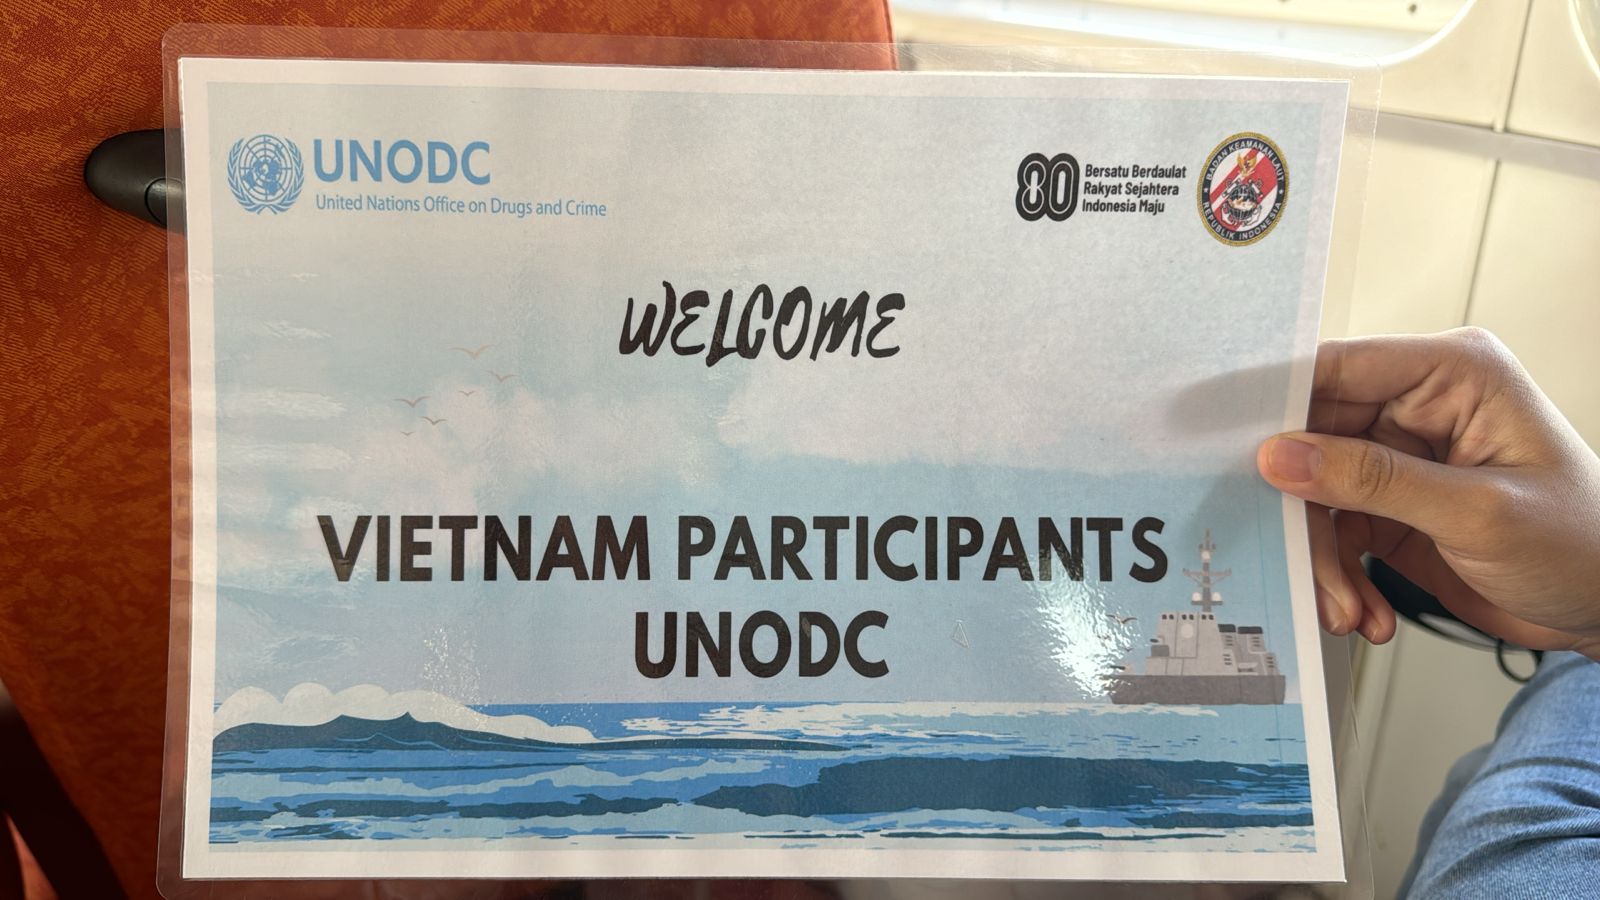 UNODC
United Nations Office on Drugs and Crime
80
Bersatu Berdaulat
Rakyat Sejahtera
Indonesia Maju
BADAN KEAMANAN LAUT
REPUBLIK INDONESIA
WELCOME
VIETNAM PARTICIPANTS
UNODC